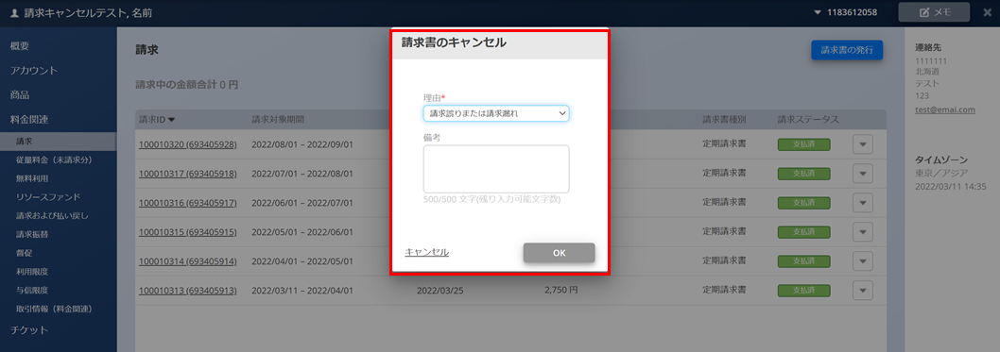 請求キャンセルテスト, 名前
1183612058
メモ
概要
アカウント
商品
料金関連
請求
従量料金（未請求分）
無料利用
リソースファンド
請求および払い戻し
請求振替
督促
利用限度
与信限度
取引情報（料金関連）
チケット
請求
請求書の発行
請求中の金額合計 0 円
請求ID 請求対象期間 請求書種別 請求ステータス
100010320 (693405928) 2022/08/01 – 2022/09/01 定期請求書 支払済
100010317 (693405918) 2022/07/01 – 2022/08/01 定期請求書 支払済
100010316 (693405917) 2022/06/01 – 2022/07/01 定期請求書 支払済
100010315 (693405915) 2022/05/01 – 2022/06/01 定期請求書 支払済
100010314 (693405914) 2022/04/01 – 2022/05/01 定期請求書 支払済
100010313 (693405913) 2022/03/11 – 2022/04/01 2022/03/25 2,750 円 定期請求書 支払済
請求書のキャンセル
理由*
請求誤りまたは請求漏れ
備考
500/500 文字(残り入力可能文字数)
キャンセル
OK
連絡先
1111111
北海道
テスト
123
test@emai.com
タイムゾーン
東京／アジア
2022/03/11 14:35